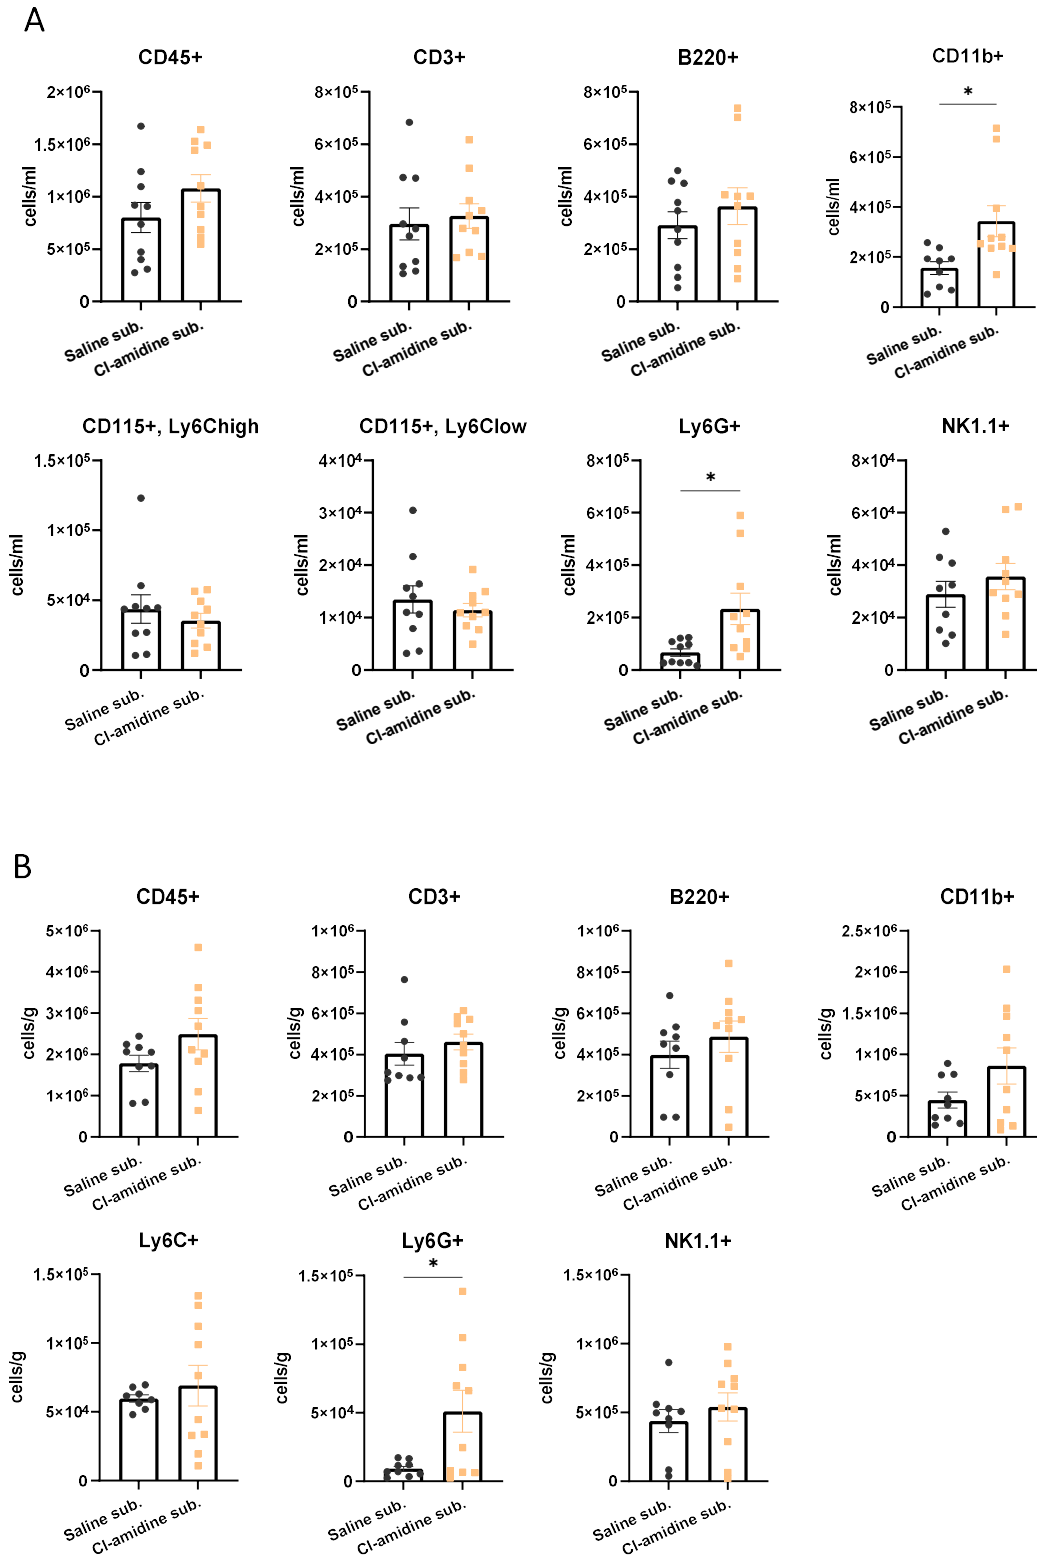 A
CD45+
CD3+
B220+
CD11b+
2×10⁶
1.5×10⁶
1×10⁶
5×10⁵
0
cells/ml
Saline sub.
Cl-amidine sub.
8×10⁵
6×10⁵
4×10⁵
2×10⁵
0
cells/ml
Saline sub.
Cl-amidine sub.
8×10⁵
6×10⁵
4×10⁵
2×10⁵
0
cells/ml
Saline sub.
Cl-amidine sub.
*
8×10⁵
6×10⁵
4×10⁵
2×10⁵
0
cells/ml
Saline sub.
Cl-amidine sub.
CD115+, Ly6Chigh
CD115+, Ly6Clow
Ly6G+
NK1.1+
1.5×10⁵
1×10⁵
5×10⁴
0
cells/ml
Saline sub.
Cl-amidine sub.
4×10⁴
3×10⁴
2×10⁴
1×10⁴
0
cells/ml
Saline sub.
Cl-amidine sub.
*
8×10⁵
6×10⁵
4×10⁵
2×10⁵
0
cells/ml
Saline sub.
Cl-amidine sub.
8×10⁴
6×10⁴
4×10⁴
2×10⁴
0
cells/ml
Saline sub.
Cl-amidine sub.
B
CD45+
CD3+
B220+
CD11b+
5×10⁶
4×10⁶
3×10⁶
2×10⁶
1×10⁶
0
cells/g
Saline sub.
Cl-amidine sub.
1×10⁶
8×10⁵
6×10⁵
4×10⁵
2×10⁵
0
cells/g
Saline sub.
Cl-amidine sub.
1×10⁶
8×10⁵
6×10⁵
4×10⁵
2×10⁵
0
cells/g
Saline sub.
Cl-amidine sub.
2.5×10⁶
2×10⁶
1.5×10⁶
1×10⁶
5×10⁵
0
cells/g
Saline sub.
Cl-amidine sub.
Ly6C+
Ly6G+
NK1.1+
1.5×10⁵
1×10⁵
5×10⁴
0
cells/g
Saline sub.
Cl-amidine sub.
*
1.5×10⁵
1×10⁵
5×10⁴
0
cells/g
Saline sub.
Cl-amidine sub.
1.5×10⁶
1×10⁶
5×10⁵
0
cells/g
Saline sub.
Cl-amidine sub.